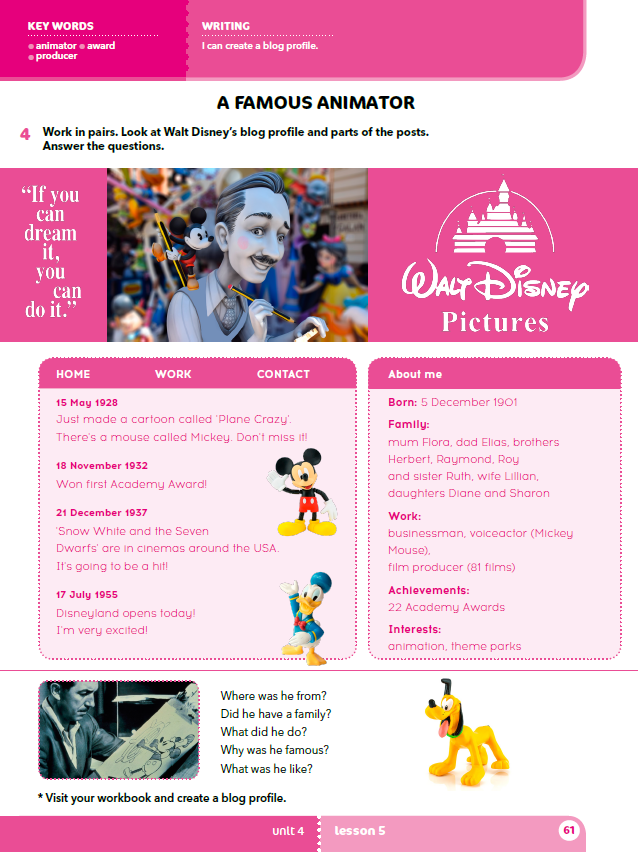 KEY WORDS
animator award
producer
WRITING
I can create a blog profile.
A FAMOUS ANIMATOR
4 Work in pairs. Look at Walt Disney's blog profile and parts of the posts.
Answer the questions.
“If you
can
dream
it,
you
can
do it.”
WALT DISNEY
Pictures
HOME WORK CONTACT
15 May 1928
Just made a cartoon called ‘Plane Crazy’.
There's a mouse called Mickey. Don't miss it!
18 November 1932
Won first Academy Award!
21 December 1937
‘Snow White and the Seven
Dwarfs’ are in cinemas around the USA.
It's going to be a hit!
17 July 1955
Disneyland opens today!
I'm very excited!
About me
Born: 5 December 1901
Family:
mum Flora, dad Elias, brothers
Herbert, Raymond, Roy
and sister Ruth, wife Lillian,
daughters Diane and Sharon
Work:
businessman, voiceactor (Mickey
Mouse),
film producer (81 films)
Achievements:
22 Academy Awards
Interests:
animation, theme parks
Where was he from?
Did he have a family?
What did he do?
Why was he famous?
What was he like?
* Visit your workbook and create a blog profile.
unit 4 lesson 5 61